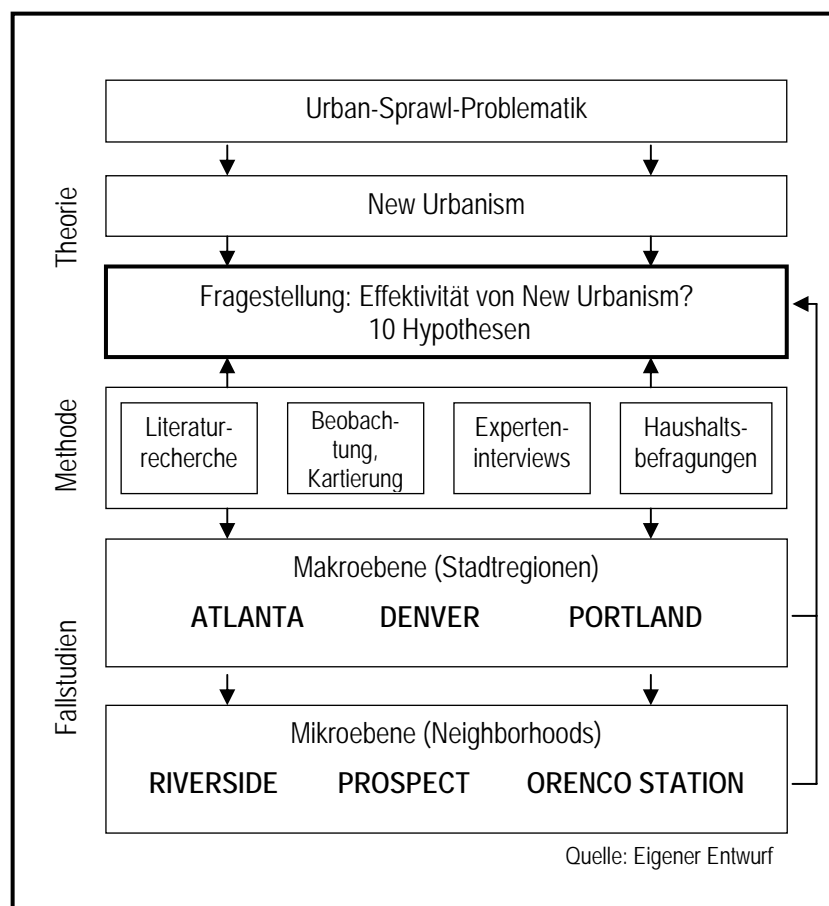 Urban-Sprawl-Problematik
New Urbanism
Theorie
Fragestellung: Effektivität von New Urbanism?
10 Hypothesen
Methode
Literatur-
recherche
Beobach-
tung,
Kartierung
Experten-
interviews
Haushalts-
befragungen
Fallstudien
Makroebene (Stadtregionen)
ATLANTA DENVER PORTLAND
Mikroebene (Neighborhoods)
RIVERSIDE PROSPECT ORENCO STATION
Quelle: Eigener Entwurf